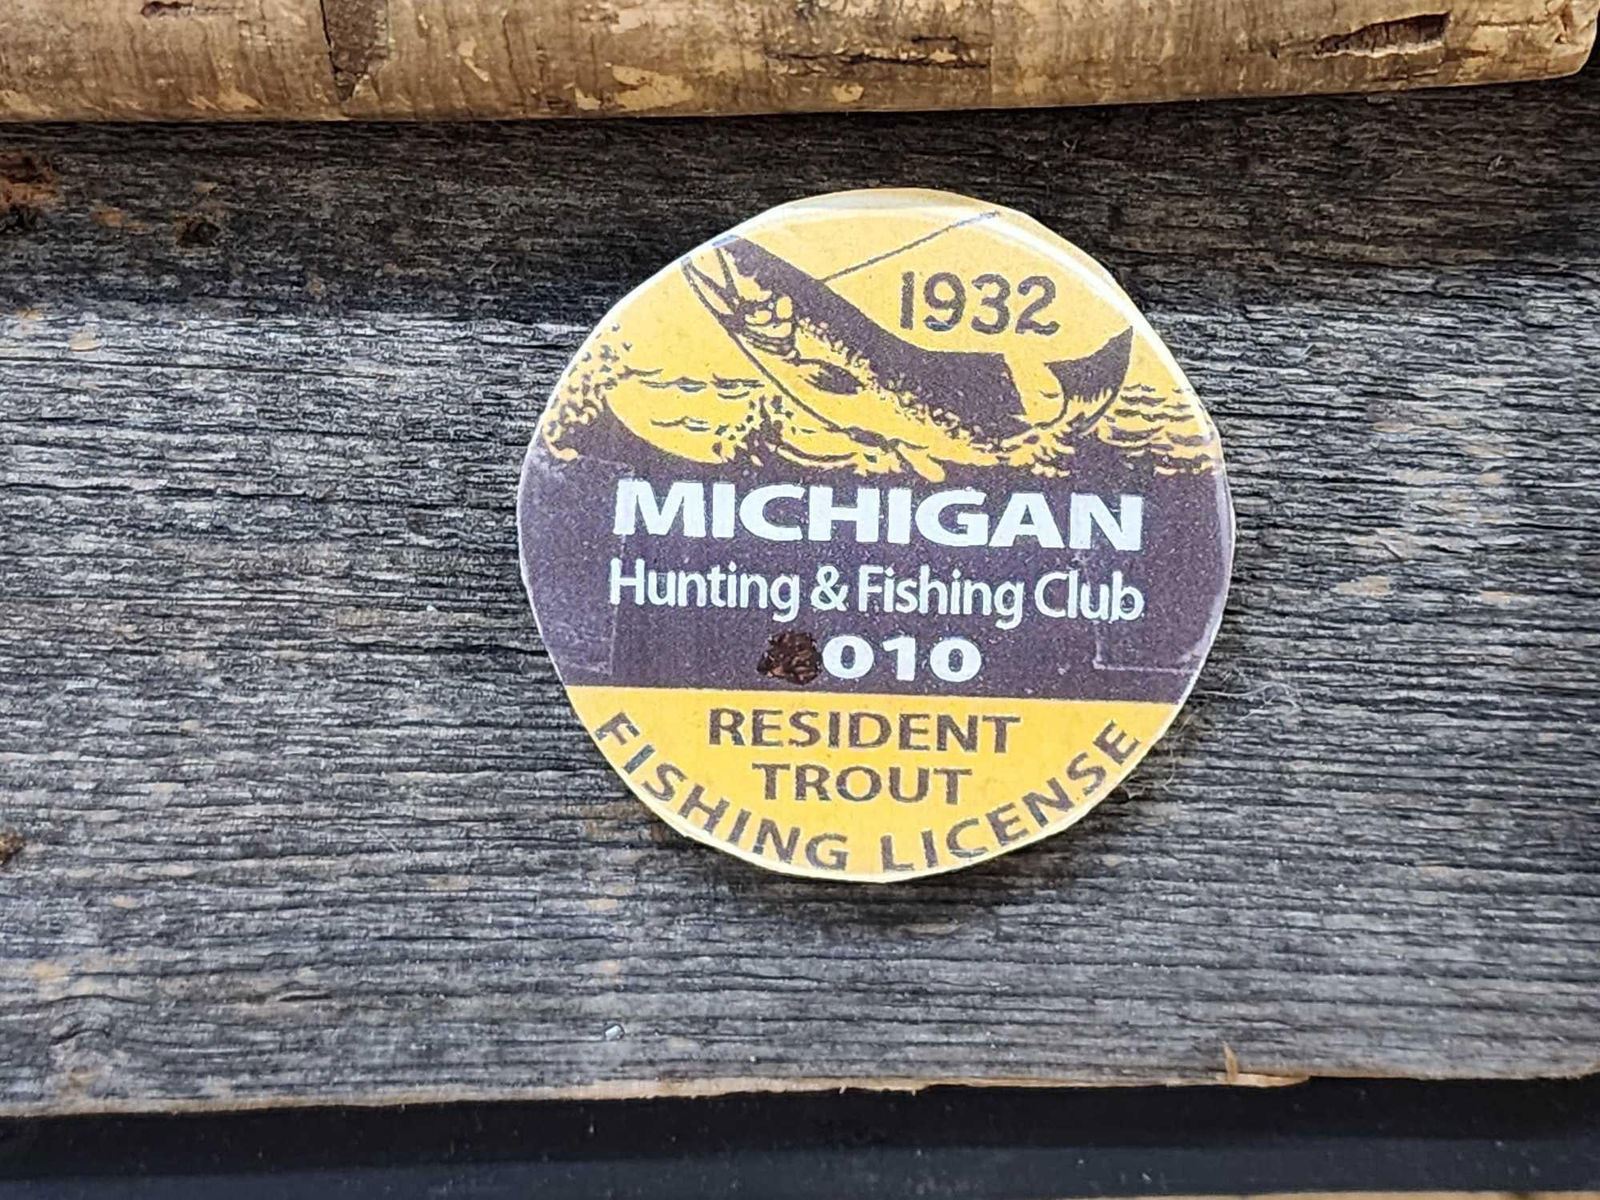 1932
MICHIGAN
Hunting & Fishing Club
010
RESIDENT
TROUT
FISHING LICENSE